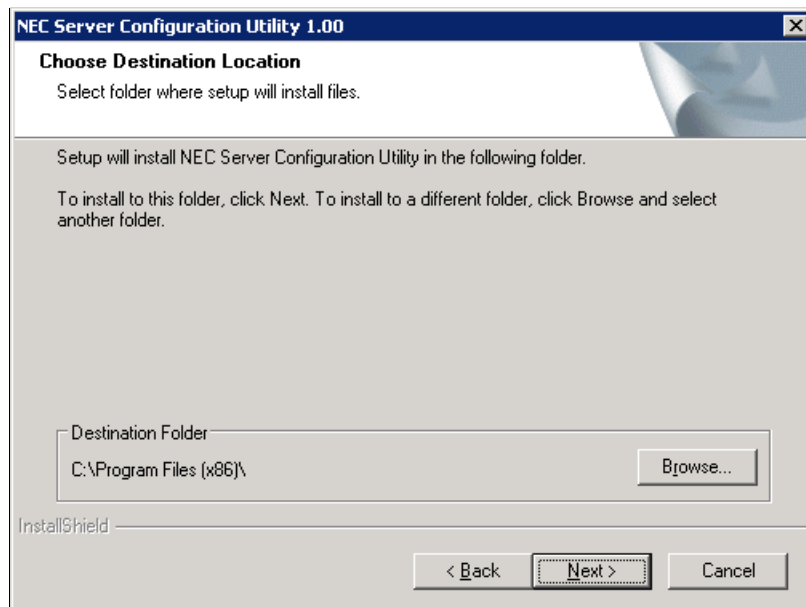 NEC Server Configuration Utility 1.00
Choose Destination Location
Select folder where setup will install files.
Setup will install NEC Server Configuration Utility in the following folder.
To install to this folder, click Next. To install to a different folder, click Browse and select
another folder.
Destination Folder
C:\Program Files (x86)\
Browse...
InstallShield
< Back
Next >
Cancel